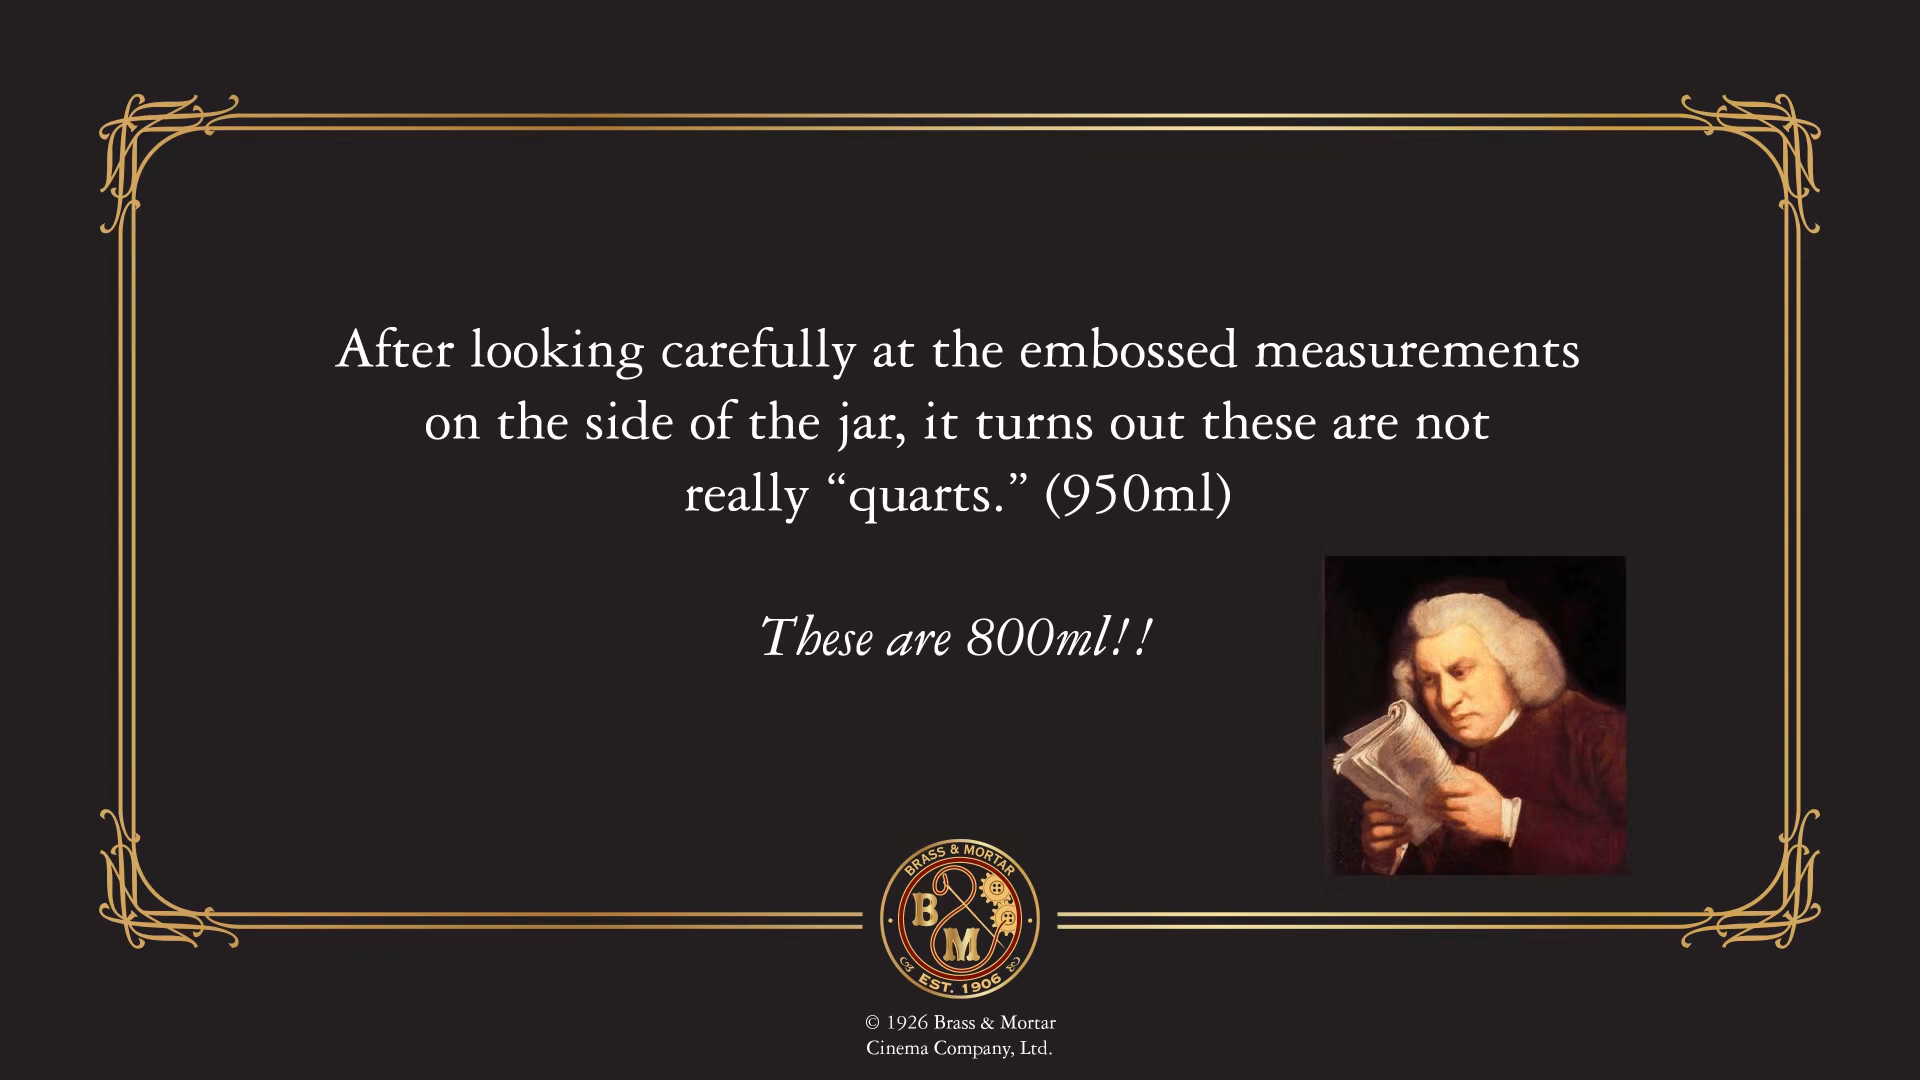 After looking carefully at the embossed measurements
on the side of the jar, it turns out these are not
really “quarts.” (950ml)
These are 800ml!!
BRASS & MORTAR
B
M
EST. 1906
© 1926 Brass & Mortar
Cinema Company, Ltd.